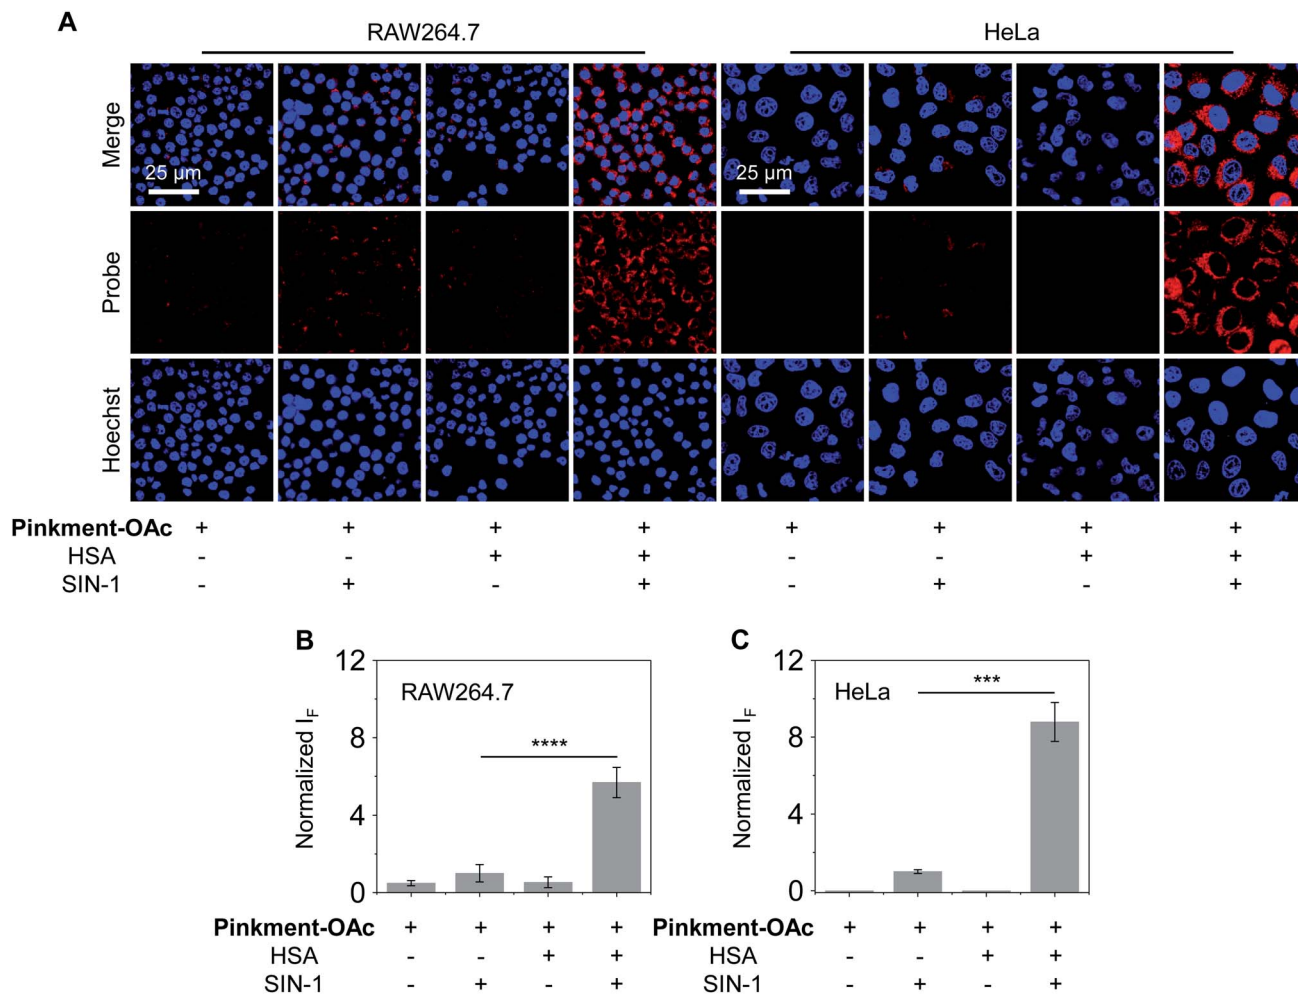 A
RAW264.7 HeLa
Merge
25 μm 25 μm
Probe
Hoechst
Pinkment-OAc + + + + + + + +
HSA - - + + - - + +
SIN-1 - + - + - + - +
B
12
8
4
0
Normalized I_F
RAW264.7
****
Pinkment-OAc + + + +
HSA - - + +
SIN-1 - + - +
C
12
8
4
0
Normalized I_F
HeLa
***
Pinkment-OAc + + + +
HSA - - + +
SIN-1 - + - +